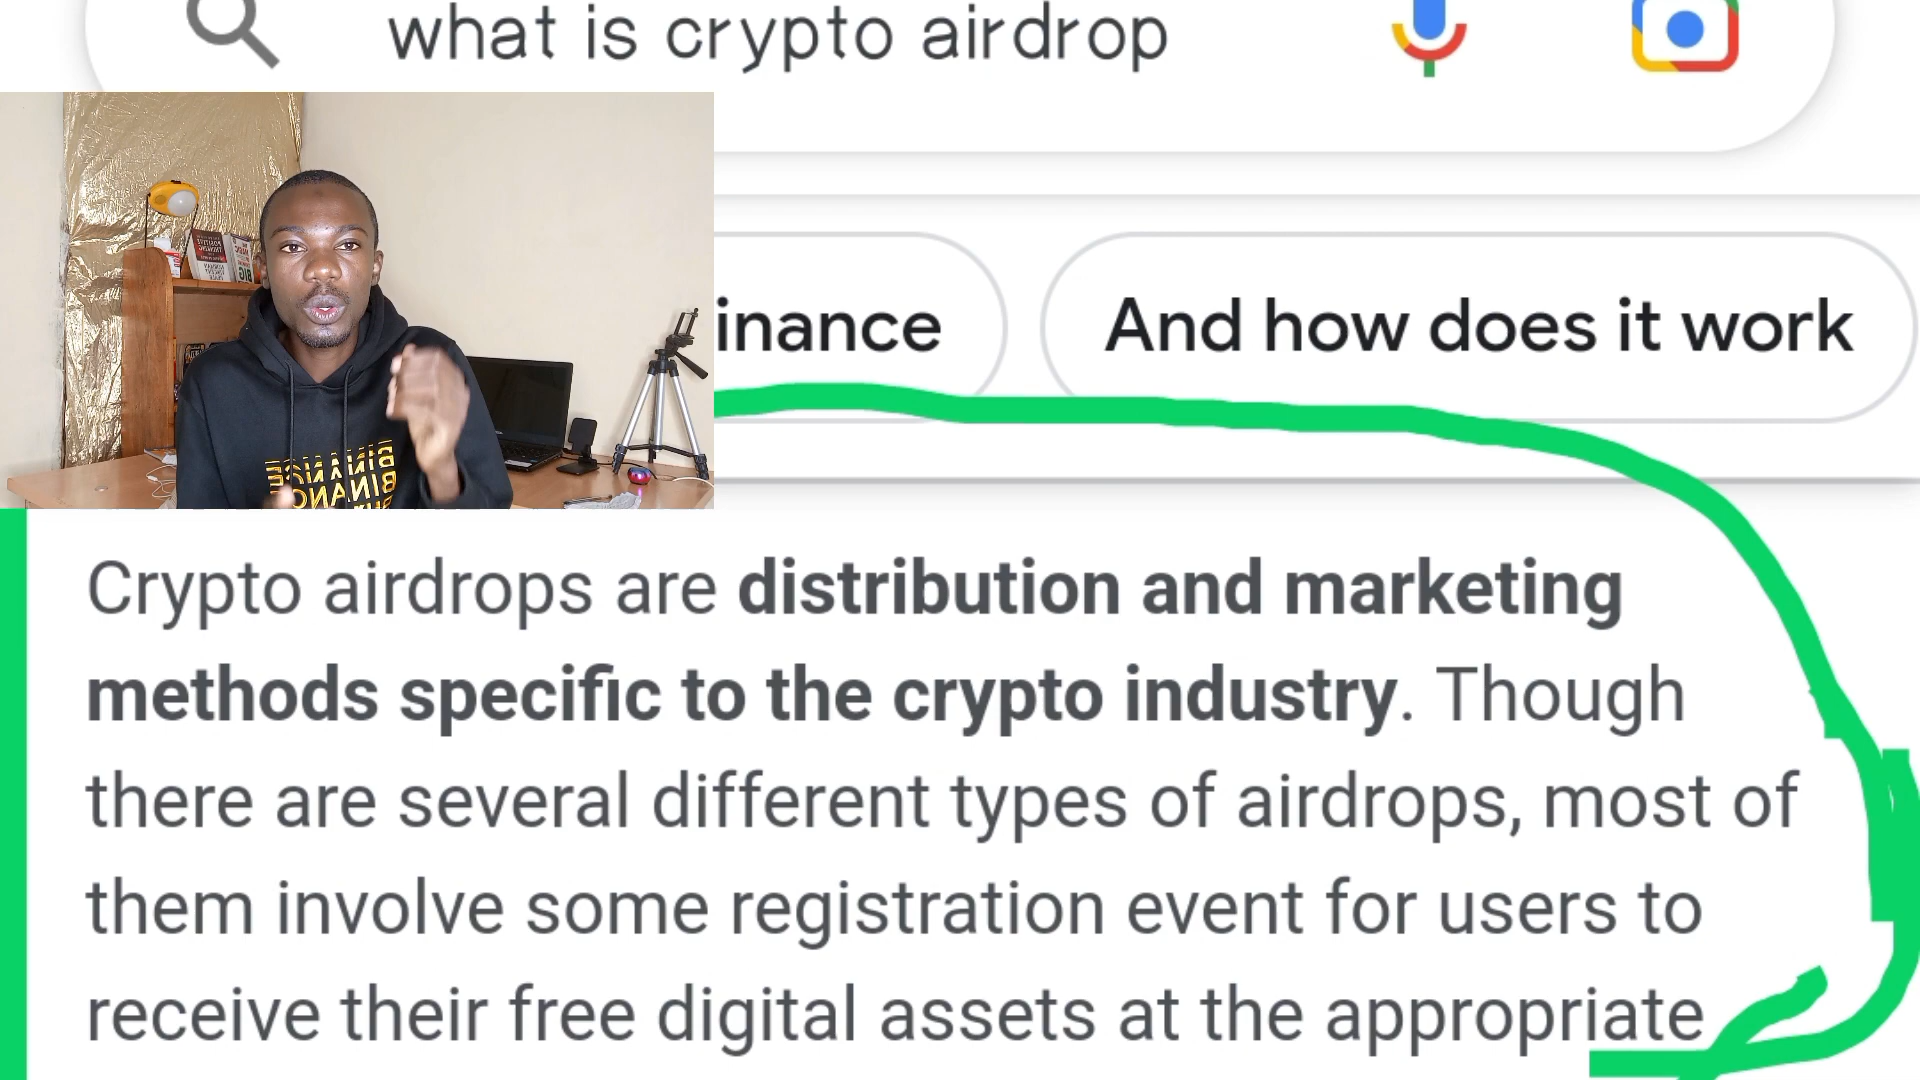 what is crypto airdrop
inance
And how does it work
BINANCE
BINANCE
Crypto airdrops are distribution and marketing
methods specific to the crypto industry. Though
there are several different types of airdrops, most of
them involve some registration event for users to
receive their free digital assets at the appropriate